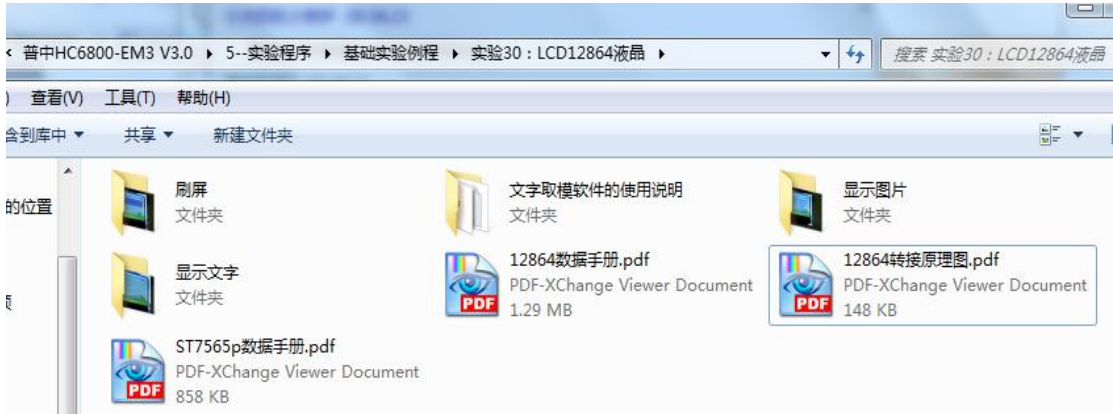 普中HC6800-EM3 V3.0 ▸ 5--实验程序 ▸ 基础实验例程 ▸ 实验30：LCD12864液晶 ▸
搜索 实验30：LCD12864液晶
) 查看(V) 工具(T) 帮助(H)
含到库中 ▼ 共享 ▼ 新建文件夹
的位置
刷屏
文件夹
文字取模软件的使用说明
文件夹
显示图片
文件夹
显示文字
文件夹
12864数据手册.pdf
PDF-XChange Viewer Document
1.29 MB
12864转接原理图.pdf
PDF-XChange Viewer Document
148 KB
ST7565p数据手册.pdf
PDF-XChange Viewer Document
858 KB
PDF
PDF
PDF